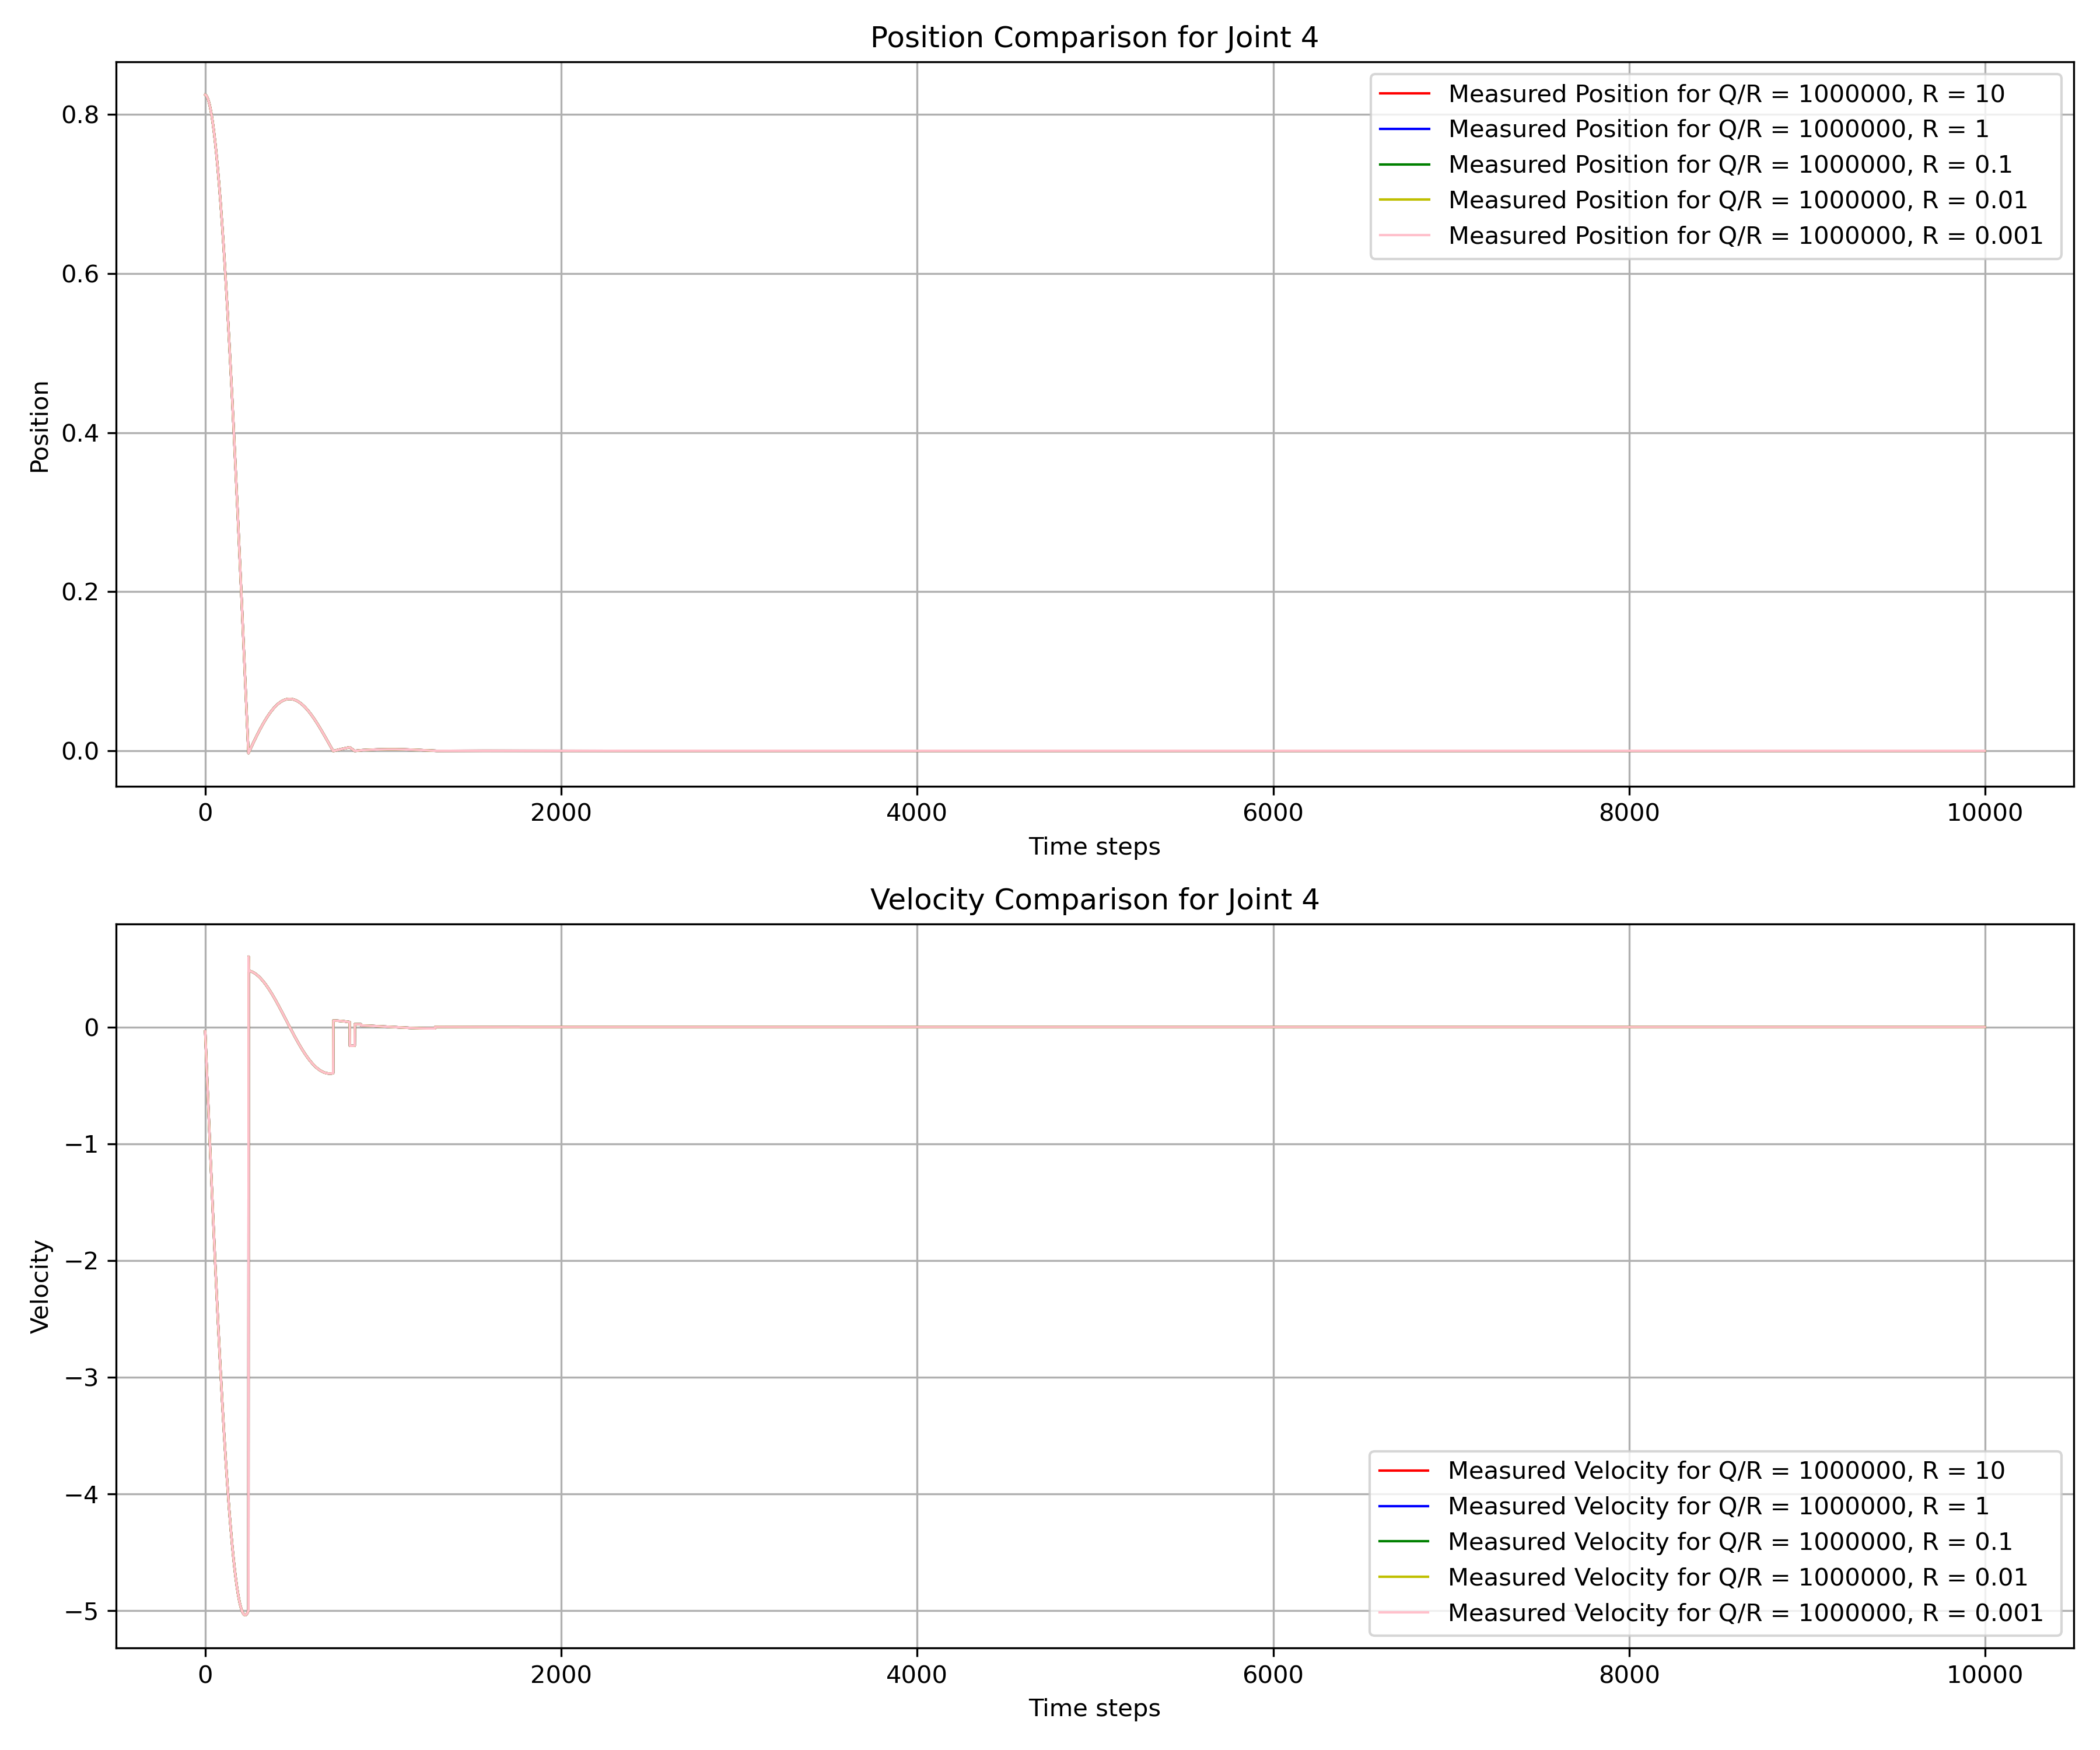 Position Comparison for Joint 4
Measured Position for Q/R = 1000000, R = 10
Measured Position for Q/R = 1000000, R = 1
Measured Position for Q/R = 1000000, R = 0.1
Measured Position for Q/R = 1000000, R = 0.01
Measured Position for Q/R = 1000000, R = 0.001
Position
0.8
0.6
0.4
0.2
0.0
0 2000 4000 6000 8000 10000
Time steps
Velocity Comparison for Joint 4
Velocity
0
−1
−2
−3
−4
−5
Measured Velocity for Q/R = 1000000, R = 10
Measured Velocity for Q/R = 1000000, R = 1
Measured Velocity for Q/R = 1000000, R = 0.1
Measured Velocity for Q/R = 1000000, R = 0.01
Measured Velocity for Q/R = 1000000, R = 0.001
0 2000 4000 6000 8000 10000
Time steps